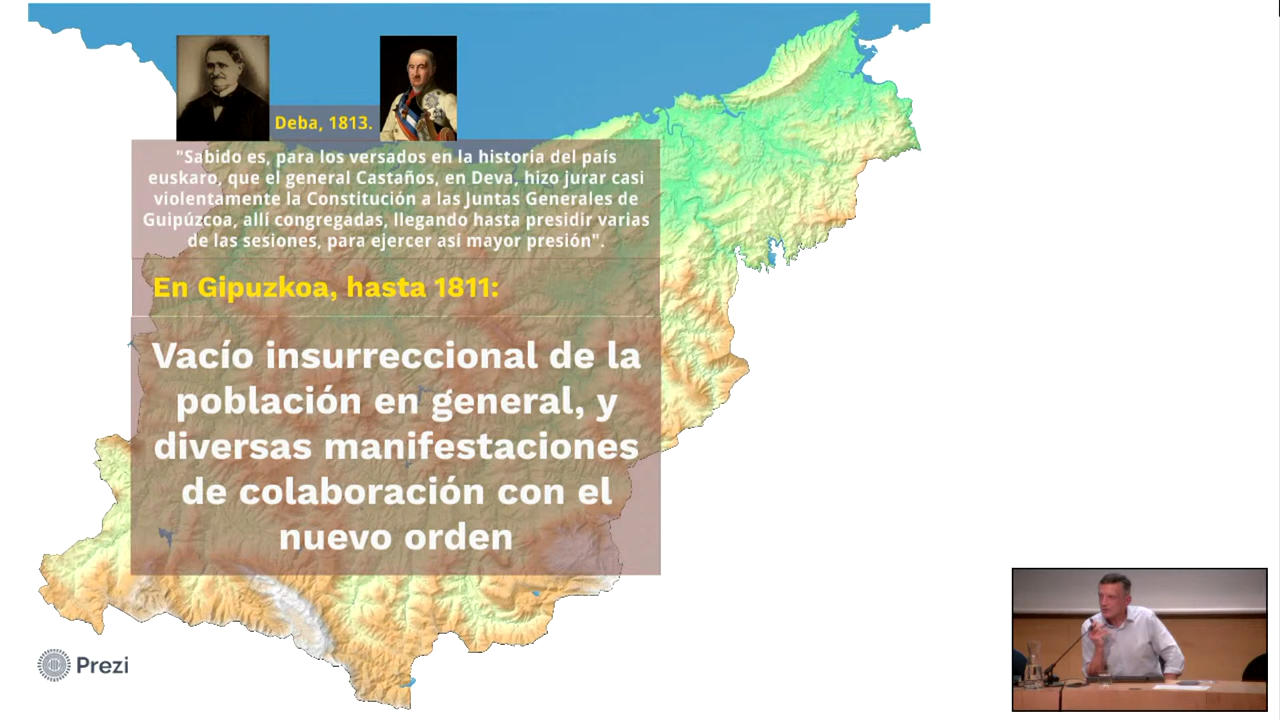 Deba, 1813.
"Sabido es, para los versados en la historia del país
euskaro, que el general Castaños, en Deva, hizo jurar casi
violentamente la Constitución a las Juntas Generales de
Guipúzcoa, allí congregadas, llegando hasta presidir varias
de las sesiones, para ejercer así mayor presión".
En Gipuzkoa, hasta 1811:
Vacío insurreccional de la
población en general, y
diversas manifestaciones
de colaboración con el
nuevo orden
Prezi